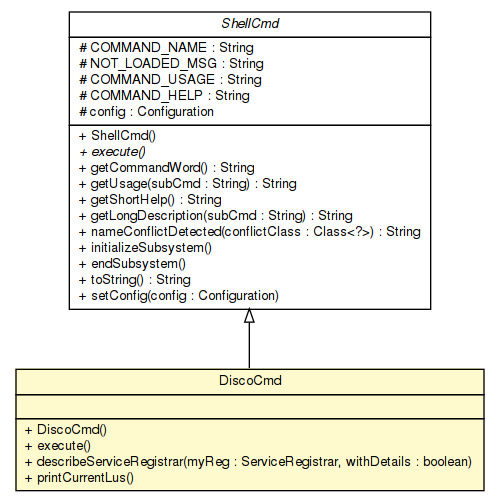 ShellCmd
# COMMAND_NAME : String
# NOT_LOADED_MSG : String
# COMMAND_USAGE : String
# COMMAND_HELP : String
# config : Configuration
+ ShellCmd()
+ execute()
+ getCommandWord() : String
+ getUsage(subCmd : String) : String
+ getShortHelp() : String
+ getLongDescription(subCmd : String) : String
+ nameConflictDetected(conflictClass : Class<?>) : String
+ initializeSubsystem()
+ endSubsystem()
+ toString() : String
+ setConfig(config : Configuration)
DiscoCmd
+ DiscoCmd()
+ execute()
+ describeServiceRegistrar(myReg : ServiceRegistrar, withDetails : boolean)
+ printCurrentLus()